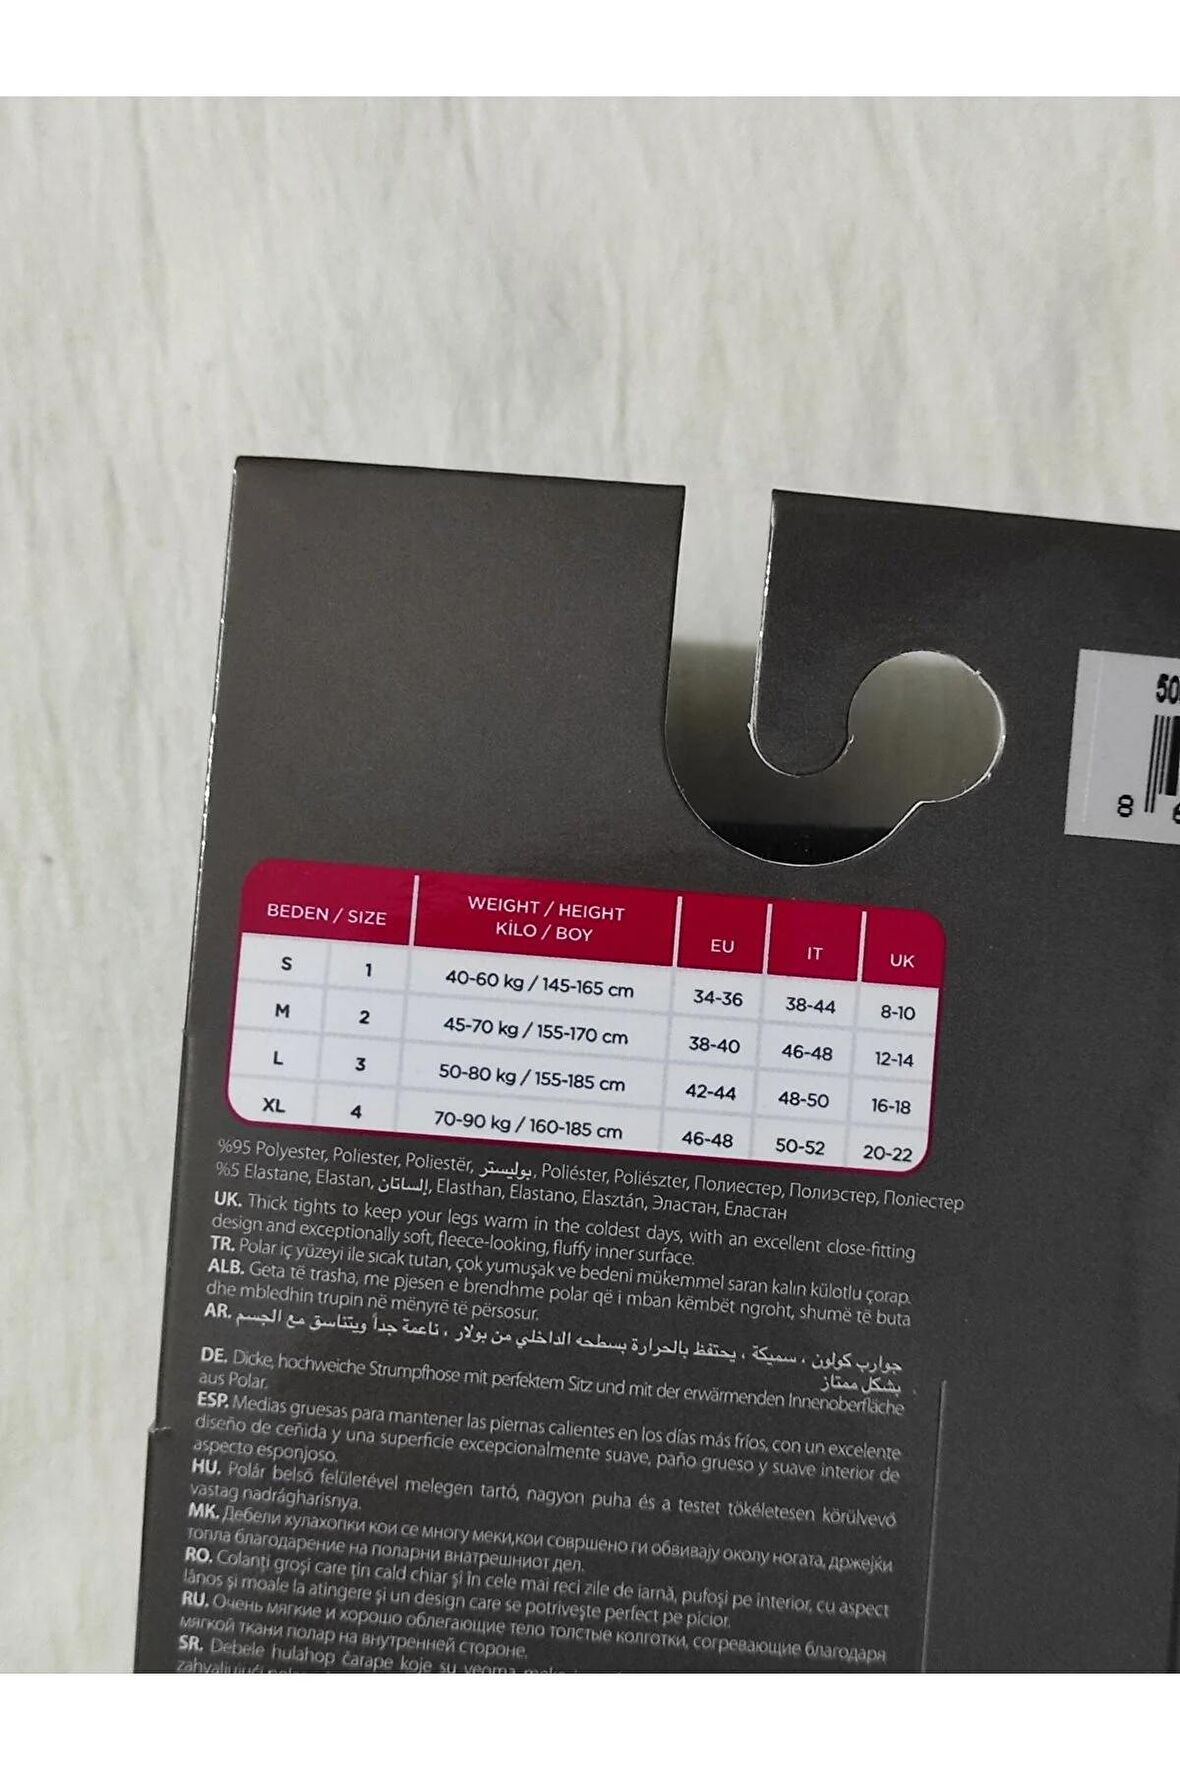 50
8
BEDEN / SIZE WEIGHT / HEIGHT KİLO / BOY EU IT UK
S 1 40-60 kg / 145-165 cm 34-36 38-44 8-10
M 2 45-70 kg / 155-170 cm 38-40 46-48 12-14
L 3 50-80 kg / 155-185 cm 42-44 48-50 16-18
XL 4 70-90 kg / 160-185 cm 46-48 50-52 20-22
%95 Polyester, Poliester, Poliestër, بوليستر, Poliéster, Poliészter, Полиестер, Полиэстер, Поліестер
%5 Elastane, Elastan, إلساتان, Elasthan, Elastano, Elasztán, Эластан, Еластан
UK. Thick tights to keep your legs warm in the coldest days, with an excellent close-fitting
design and exceptionally soft, fleece-looking, fluffy inner surface.
TR. Polar iç yüzeyi ile sıcak tutan, çok yumuşak ve bedeni mükemmel saran kalın külotlu çorap.
ALB. Geta të trasha, me pjesen e brendhme polar që i mban këmbët ngroht, shumë të buta
dhe mbledhin trupin në mënyrë të përsosur.
AR. جوارب كولون ، سميكة ، يحتفظ بالحرارة بسطحه الداخلي من بولار ، ناعمة جداً ويتناسق مع الجسم
بشكل ممتاز .
DE. Dicke, hochweiche Strumpfhose mit perfektem Sitz und mit der erwärmenden Innenoberfläche
aus Polar.
ESP. Medias gruesas para mantener las piernas calientes en los días más fríos, con un excelente
diseño de ceñida y una superficie excepcionalmente suave, paño grueso y suave interior de
aspecto esponjoso.
HU. Polár belső felületével melegen tartó, nagyon puha és a testet tökéletesen körülvevő
vastag nadrágharisnya.
MK. Дебели хулахопки кои се многу меки,кои совршено ги обвиваjу околу ногата, држеjќи
топла благодарение на поларни внатрешниот дел.
RO. Colanți groși care țin cald chiar și în cele mai reci zile de iarnă, pufoși pe interior, cu aspect
lânos și moale la atingere și un design care se potrivește perfect pe picior.
RU. Очень мягкие и хорошо облегающие тело толстые колготки, согревающие благодаря
мягкой ткани полар на внутренней стороне.
SR. Debele hulahop čarape koje su veoma
zahvaljujući